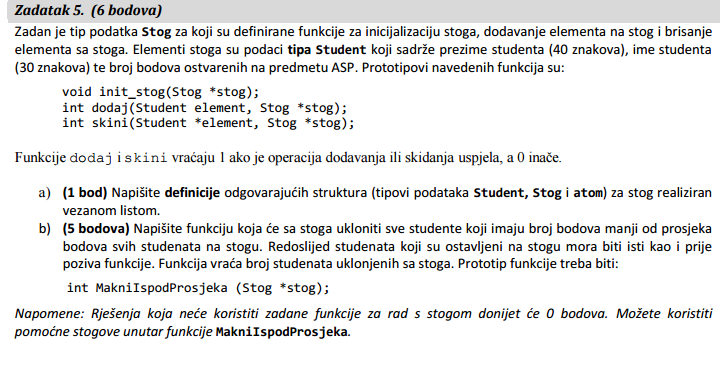 Zadatak 5. (6 bodova)
Zadan je tip podatka Stog za koji su definirane funkcije za inicijalizaciju stoga, dodavanje elementa na stog i brisanje
elementa sa stoga. Elementi stoga su podaci tipa Student koji sadrže prezime studenta (40 znakova), ime studenta
(30 znakova) te broj bodova ostvarenih na predmetu ASP. Prototipovi navedenih funkcija su:
void init_stog(Stog *stog);
int dodaj(Student element, Stog *stog);
int skini(Student *element, Stog *stog);
Funkcije dodaj i skini vraćaju 1 ako je operacija dodavanja ili skidanja uspjela, a 0 inače.
a) (1 bod) Napišite definicije odgovarajućih struktura (tipovi podataka Student, Stog i atom) za stog realiziran
vezanom listom.
b) (5 bodova) Napišite funkciju koja će sa stoga ukloniti sve studente koji imaju broj bodova manji od prosjeka
bodova svih studenata na stogu. Redoslijed studenata koji su ostavljeni na stogu mora biti isti kao i prije
poziva funkcije. Funkcija vraća broj studenata uklonjenih sa stoga. Prototip funkcije treba biti:
int MakniIspodProsjeka (Stog *stog);
Napomene: Rješenja koja neće koristiti zadane funkcije za rad s stogom donijet će 0 bodova. Možete koristiti
pomoćne stogove unutar funkcije MakniIspodProsjeka.